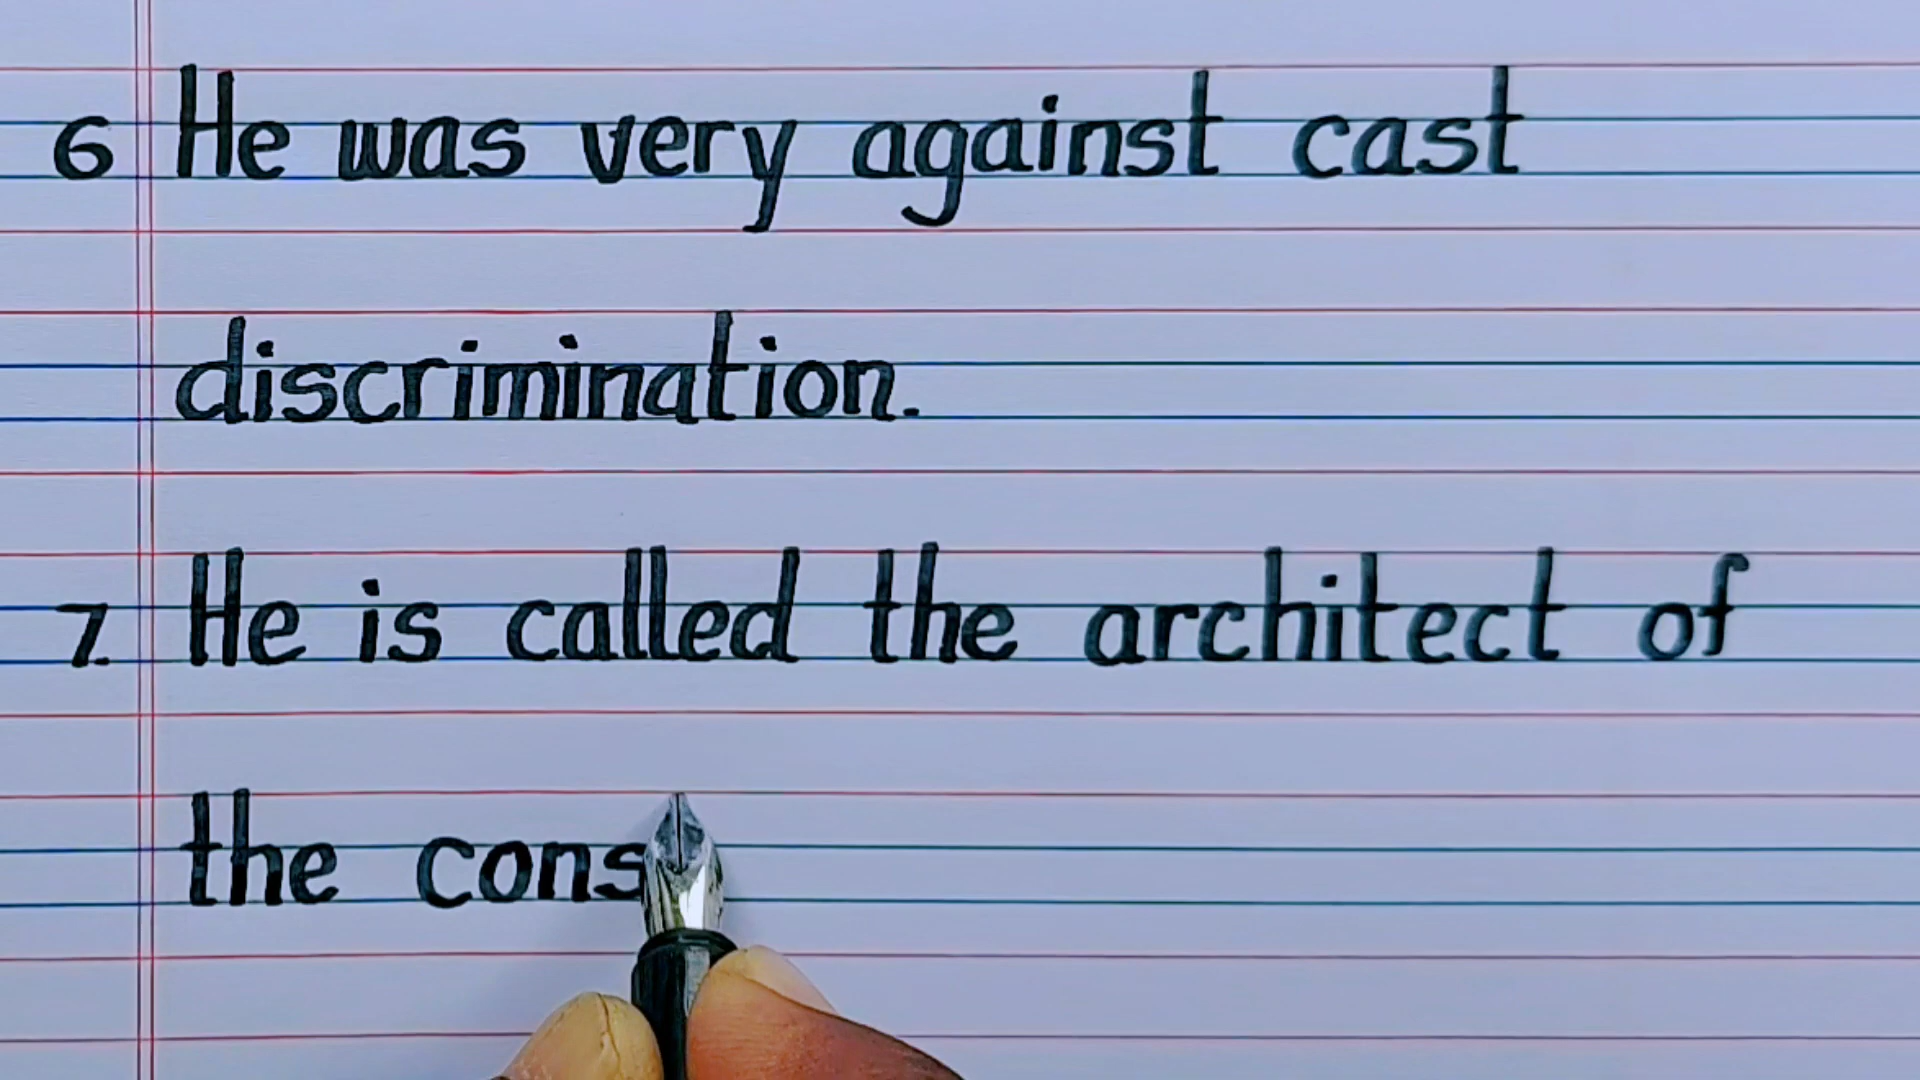 6 He was very against cast
discrimination.
7. He is called the architect of
the cons